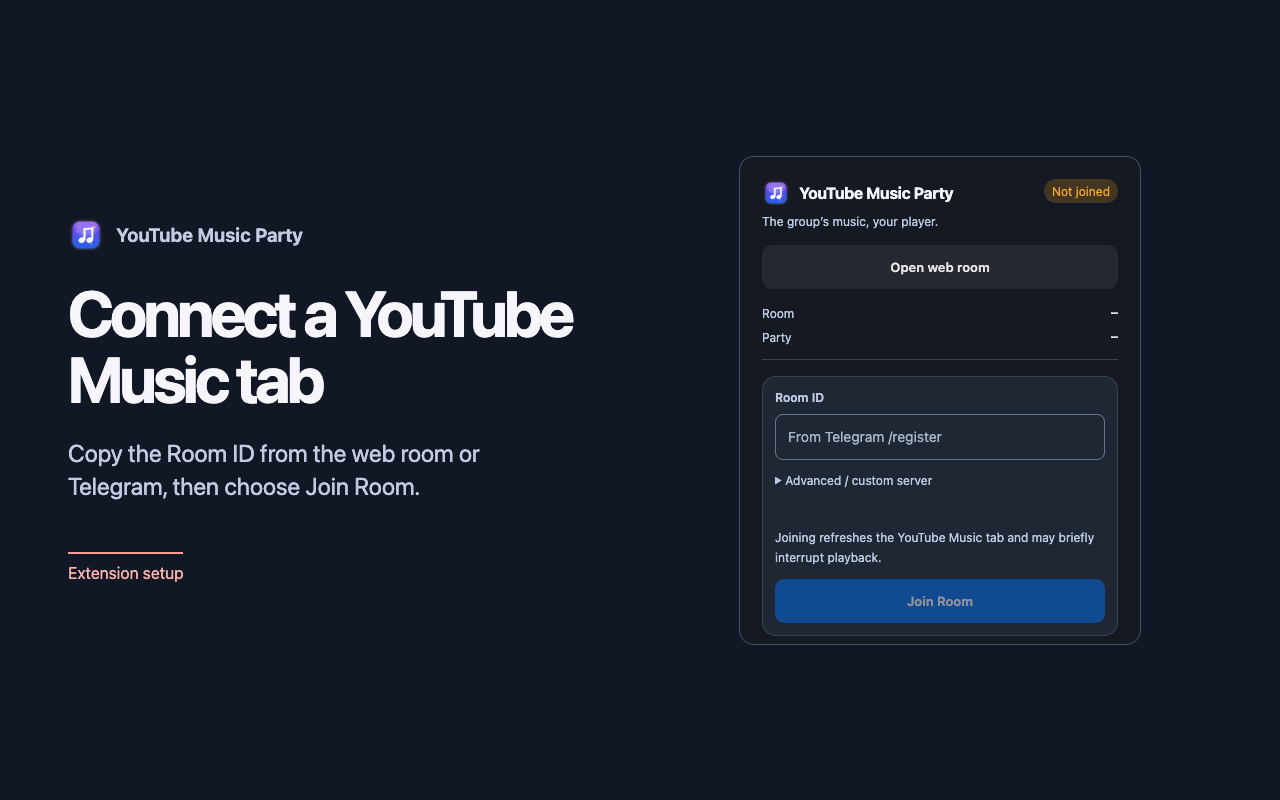 YouTube Music Party
Connect a YouTube
Music tab
Copy the Room ID from the web room or
Telegram, then choose Join Room.
Extension setup
YouTube Music Party
Not joined
The group’s music, your player.
Open web room
Room –
Party –
Room ID
From Telegram /register
Advanced / custom server
Joining refreshes the YouTube Music tab and may briefly
interrupt playback.
Join Room